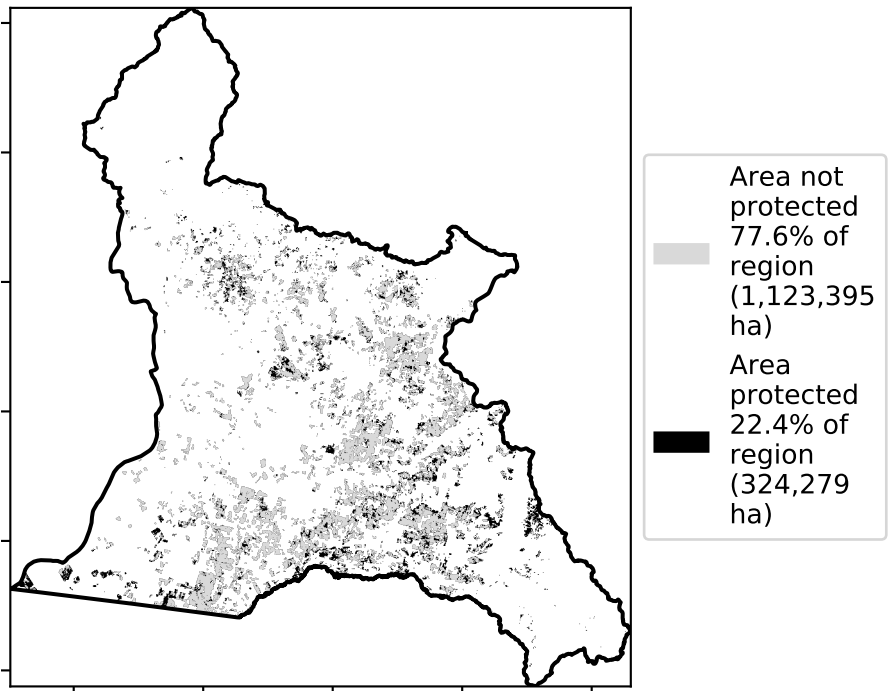 Area not
protected
77.6% of
region
(1,123,395
ha)
Area
protected
22.4% of
region
(324,279
ha)